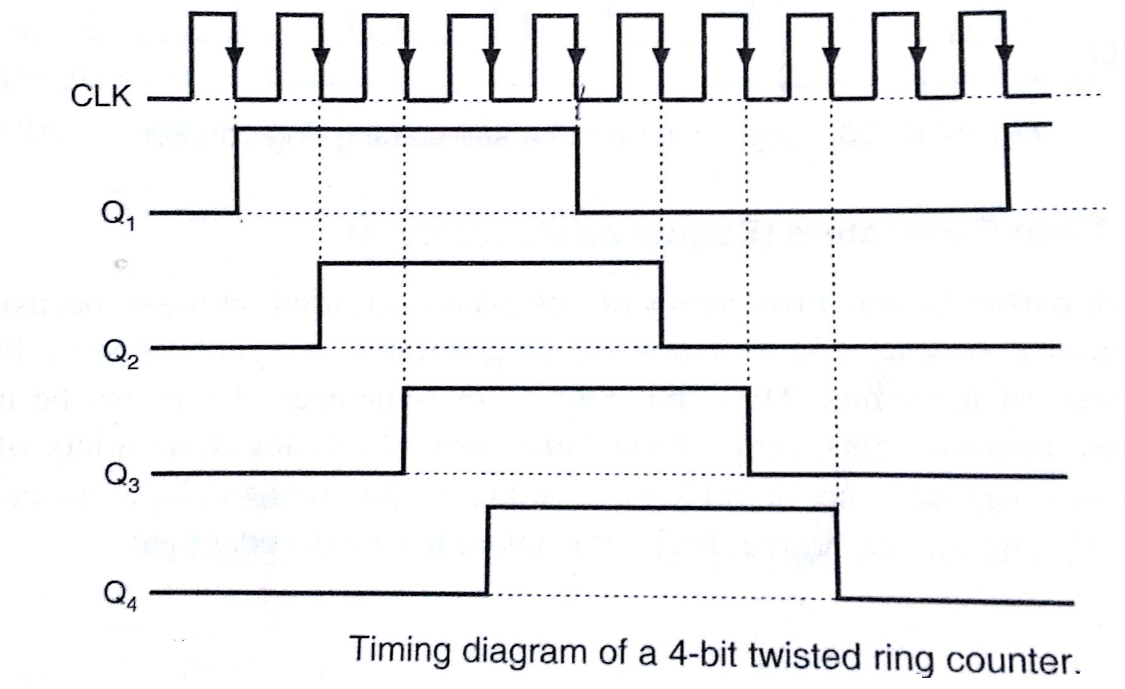 CLK
Q1
Q2
Q3
Q4
Timing diagram of a 4-bit twisted ring counter.